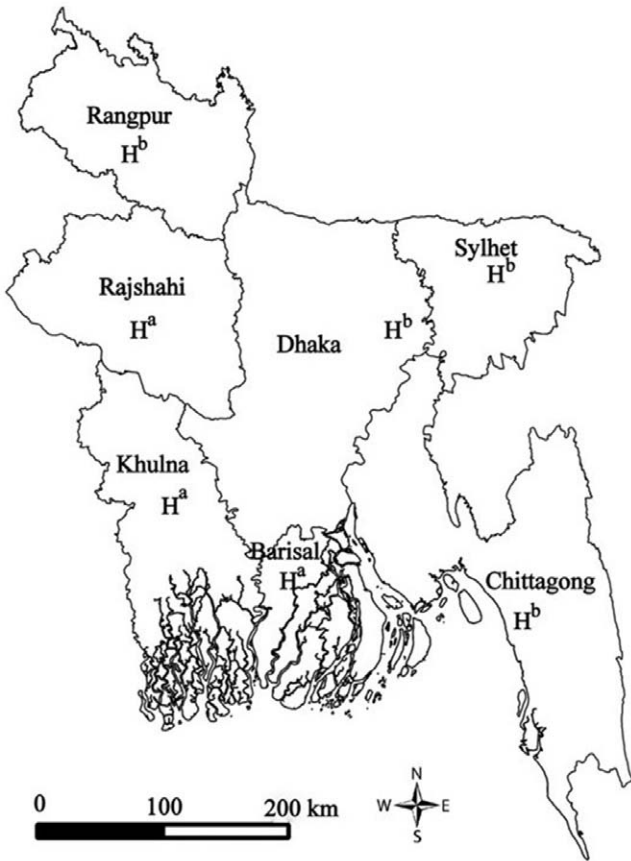 Rangpur
H^b
Sylhet
H^b
Rajshahi
H^a
Dhaka
H^b
Khulna
H^a
Barisal
H^a
Chittagong
H^b
0 100 200 km
N
W E
S